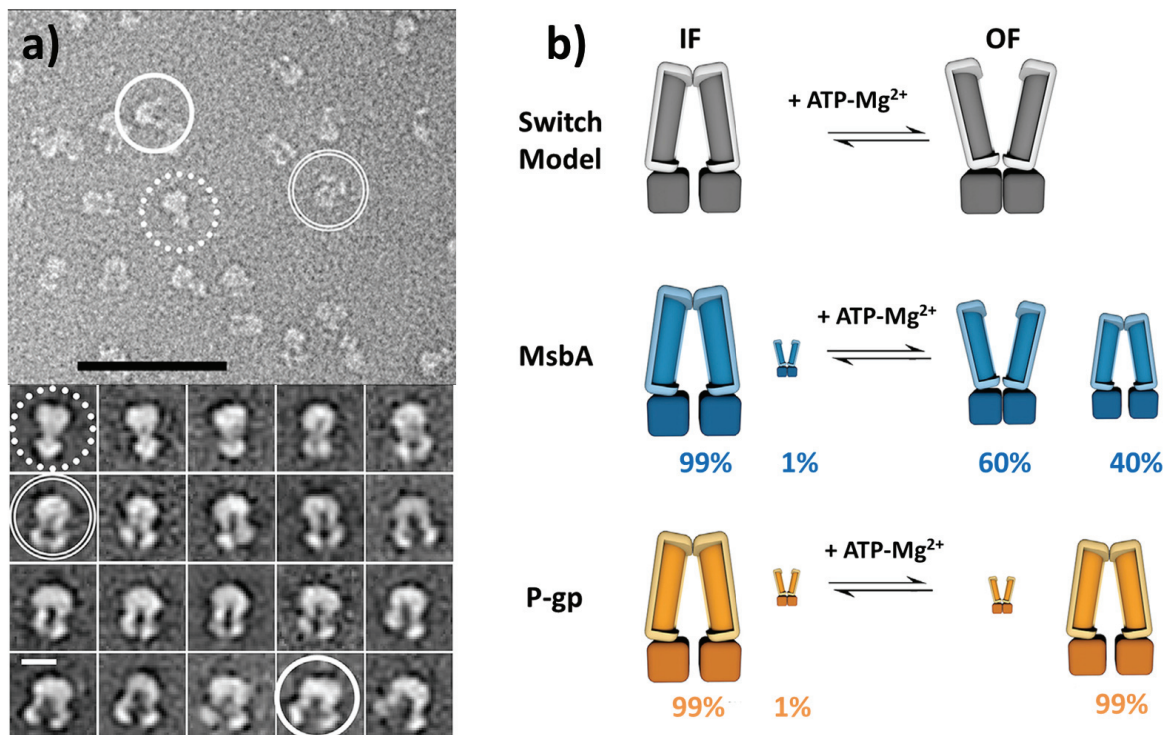 a)
b)
IF
OF
Switch
Model
+ ATP-Mg²⁺
MsbA
+ ATP-Mg²⁺
99%
1%
60%
40%
P-gp
+ ATP-Mg²⁺
99%
1%
99%